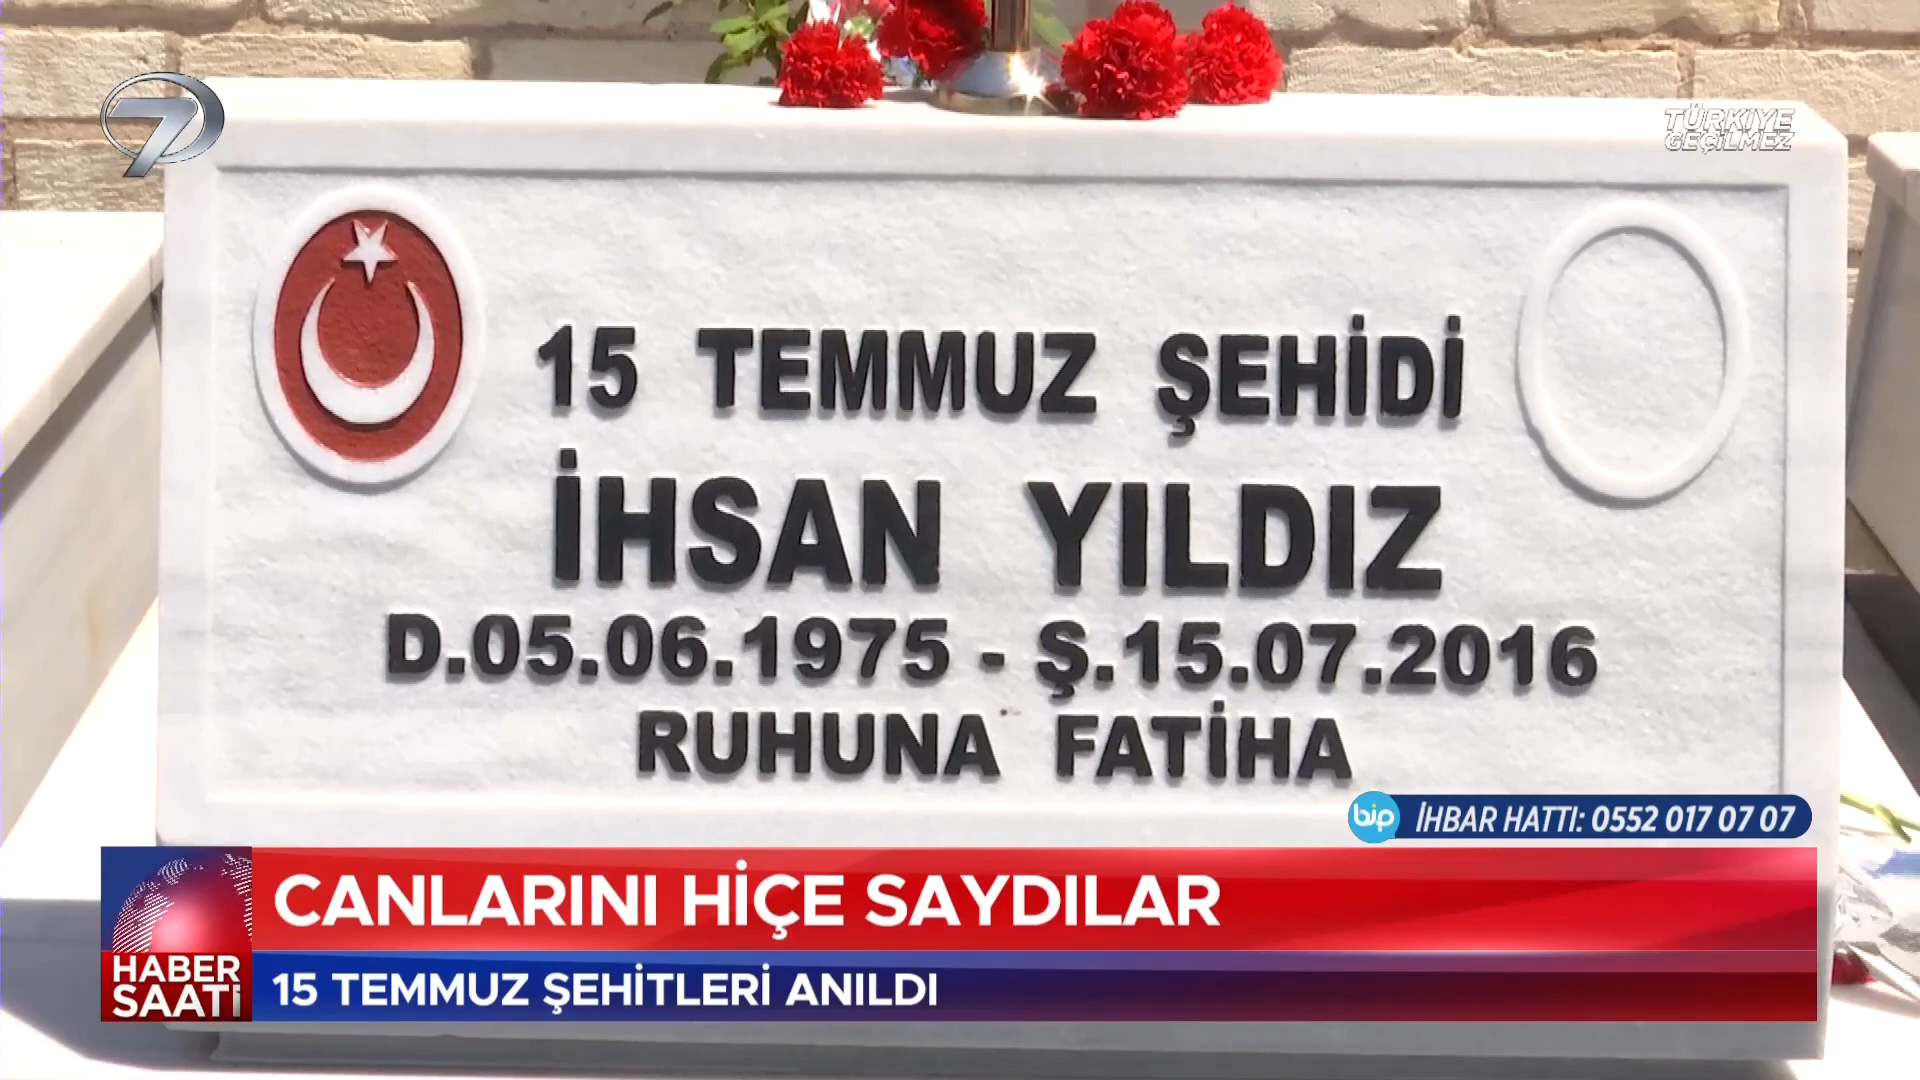 7
TÜRKİYE
GEÇİLMEZ
15 TEMMUZ ŞEHİDİ
İHSAN YILDIZ
D.05.06.1975 - Ş.15.07.2016
RUHUNA FATİHA
bip İHBAR HATTI: 0552 017 07 07
CANLARINI HİÇE SAYDILAR
HABER
SAATİ
15 TEMMUZ ŞEHİTLERİ ANILDI